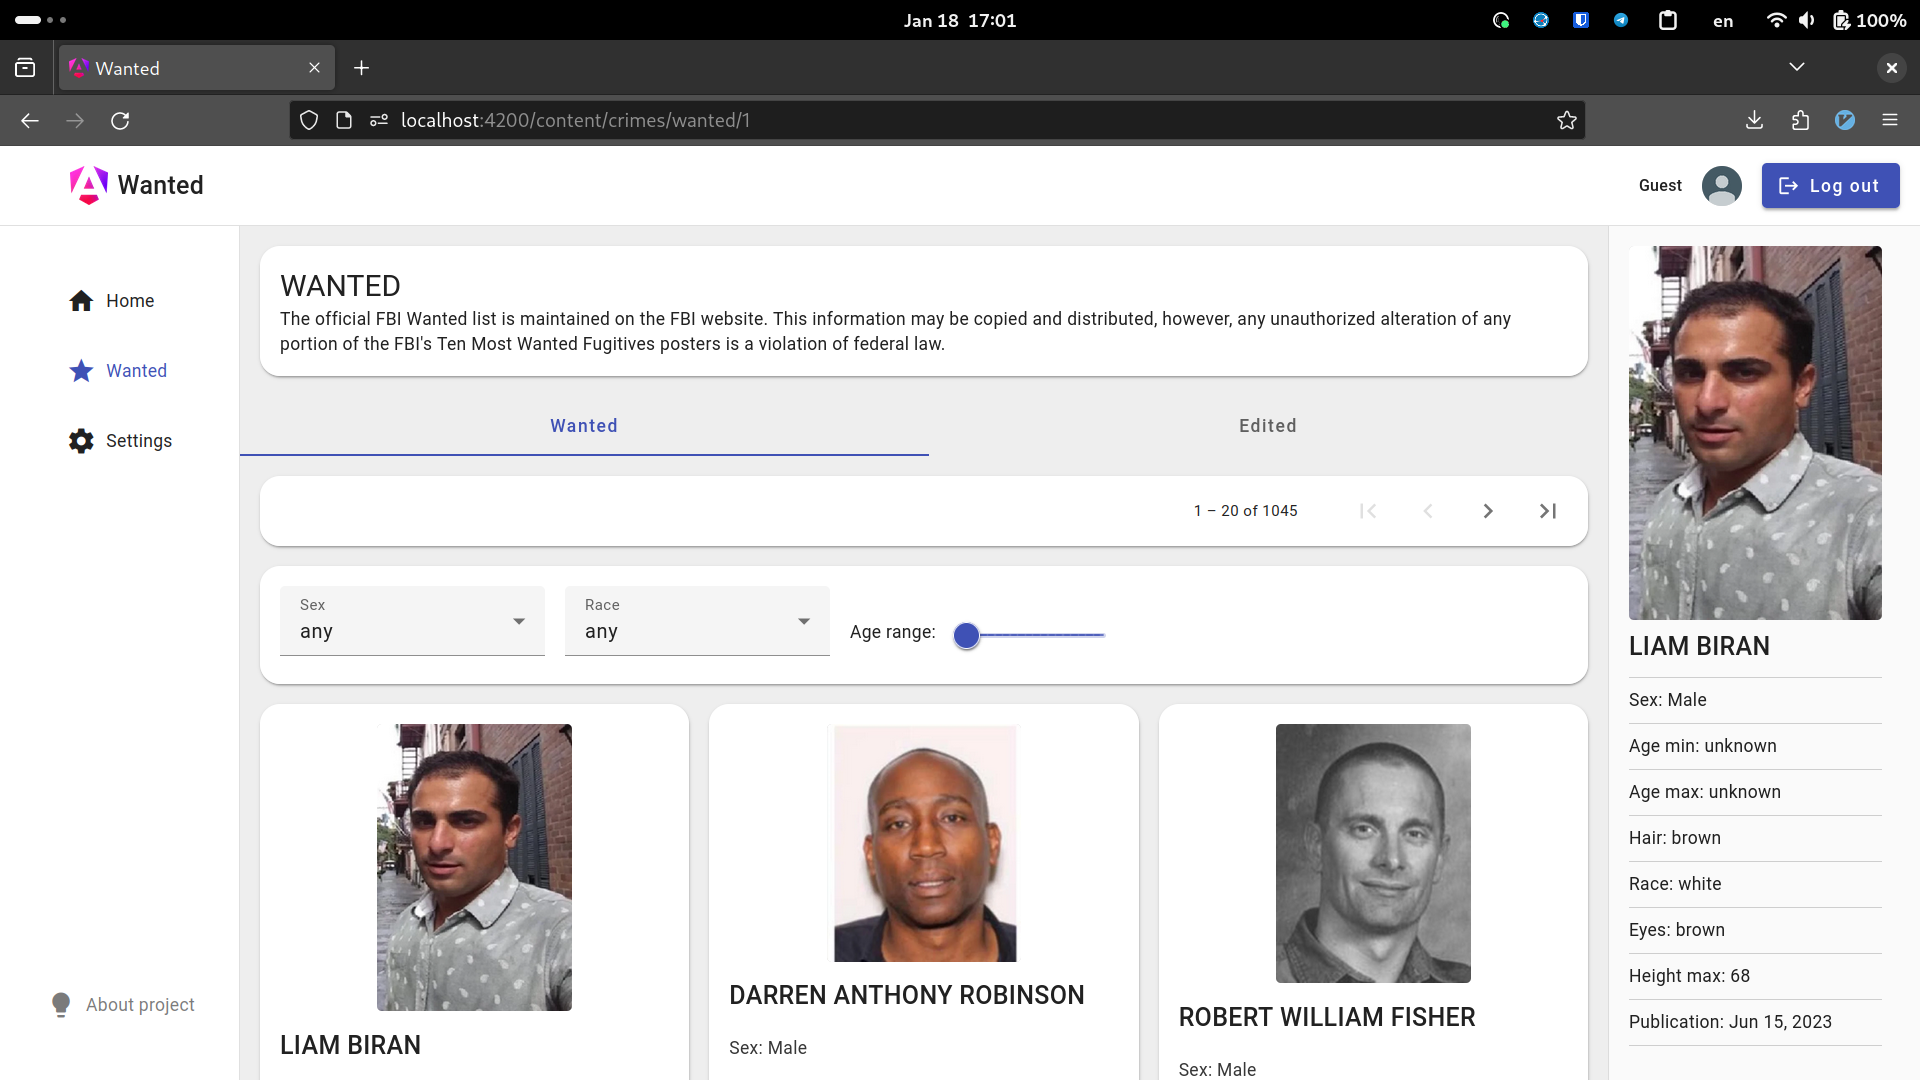 Jan 18 17:01
en
100%
Wanted
localhost:4200/content/crimes/wanted/1
Wanted
Guest
Log out
Home
Wanted
Settings
About project
WANTED
The official FBI Wanted list is maintained on the FBI website. This information may be copied and distributed, however, any unauthorized alteration of any
portion of the FBI's Ten Most Wanted Fugitives posters is a violation of federal law.
Wanted
Edited
1 – 20 of 1045
Sex
any
Race
any
Age range:
LIAM BIRAN
DARREN ANTHONY ROBINSON
Sex: Male
ROBERT WILLIAM FISHER
Sex: Male
LIAM BIRAN
Sex: Male
Age min: unknown
Age max: unknown
Hair: brown
Race: white
Eyes: brown
Height max: 68
Publication: Jun 15, 2023